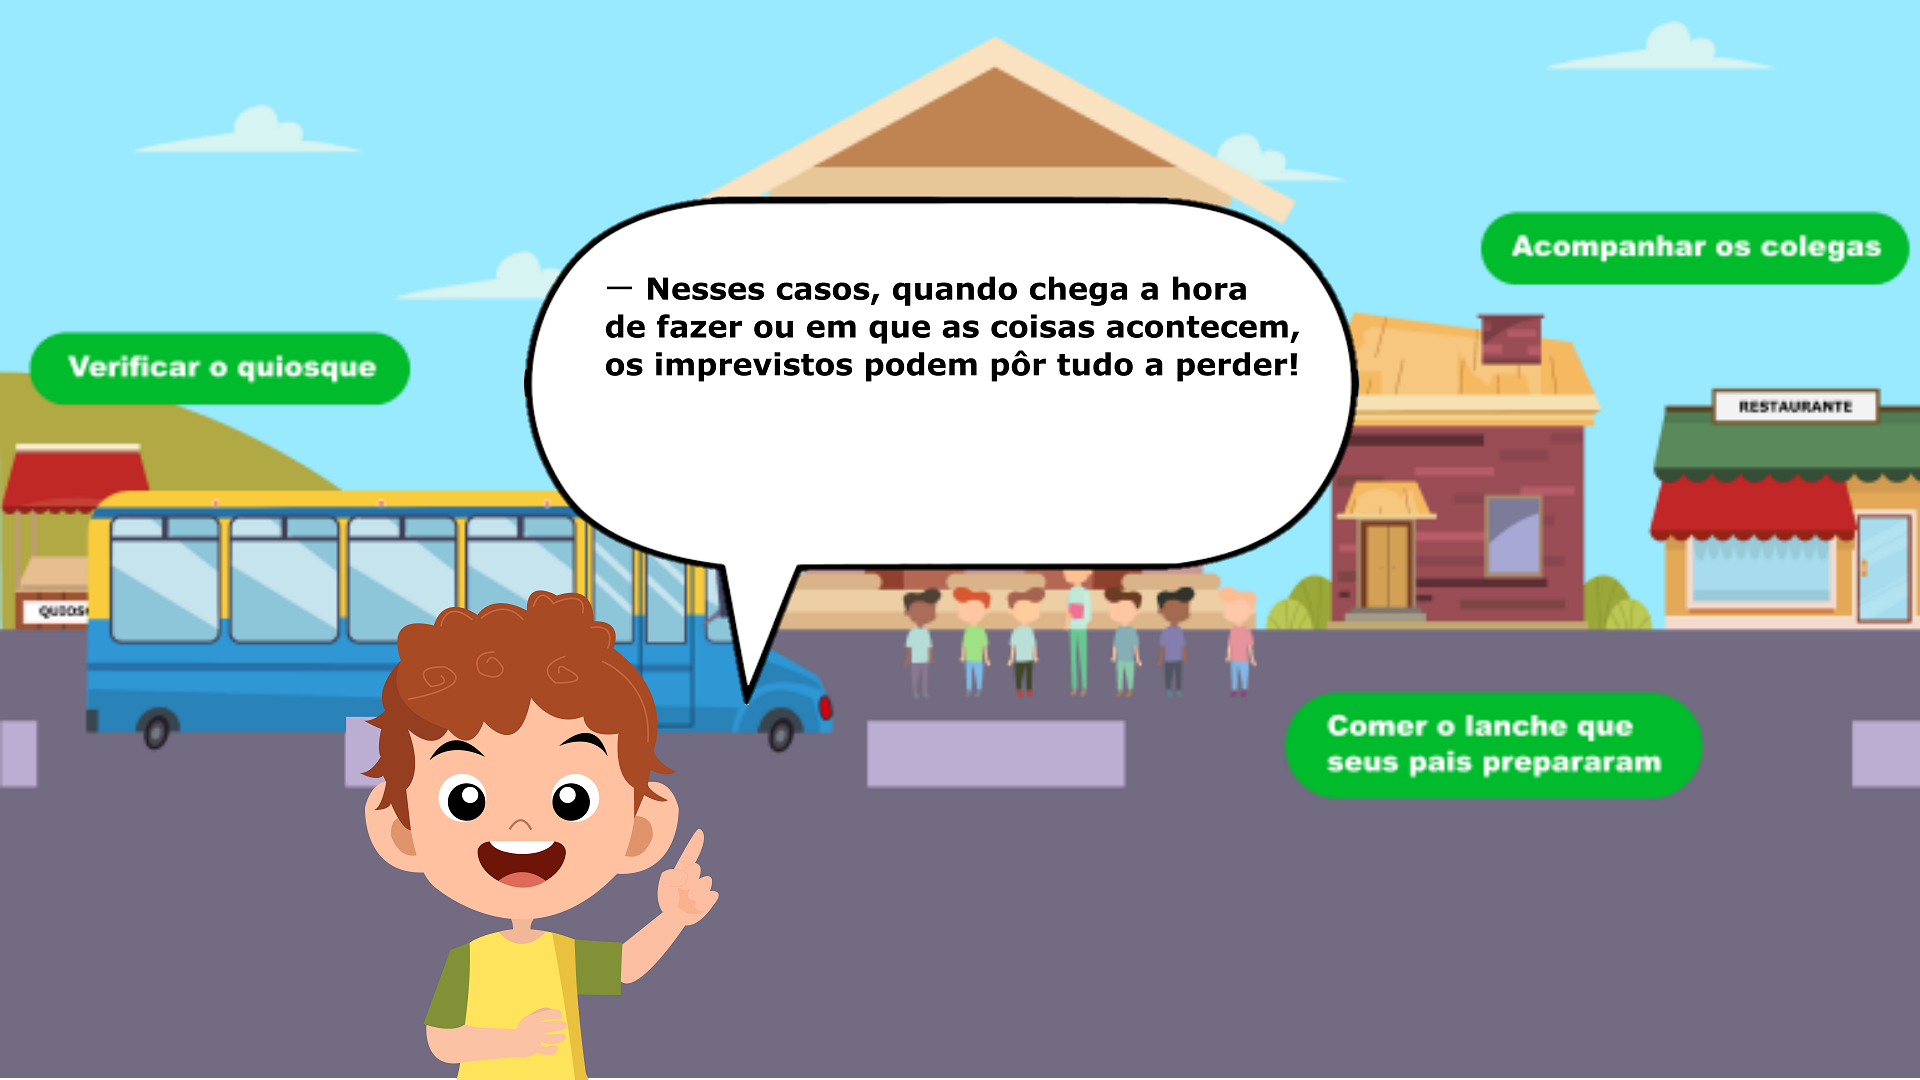 — Nesses casos, quando chega a hora
de fazer ou em que as coisas acontecem,
os imprevistos podem pôr tudo a perder!
Acompanhar os colegas
Verificar o quiosque
RESTAURANTE
Comer o lanche que
seus pais prepararam